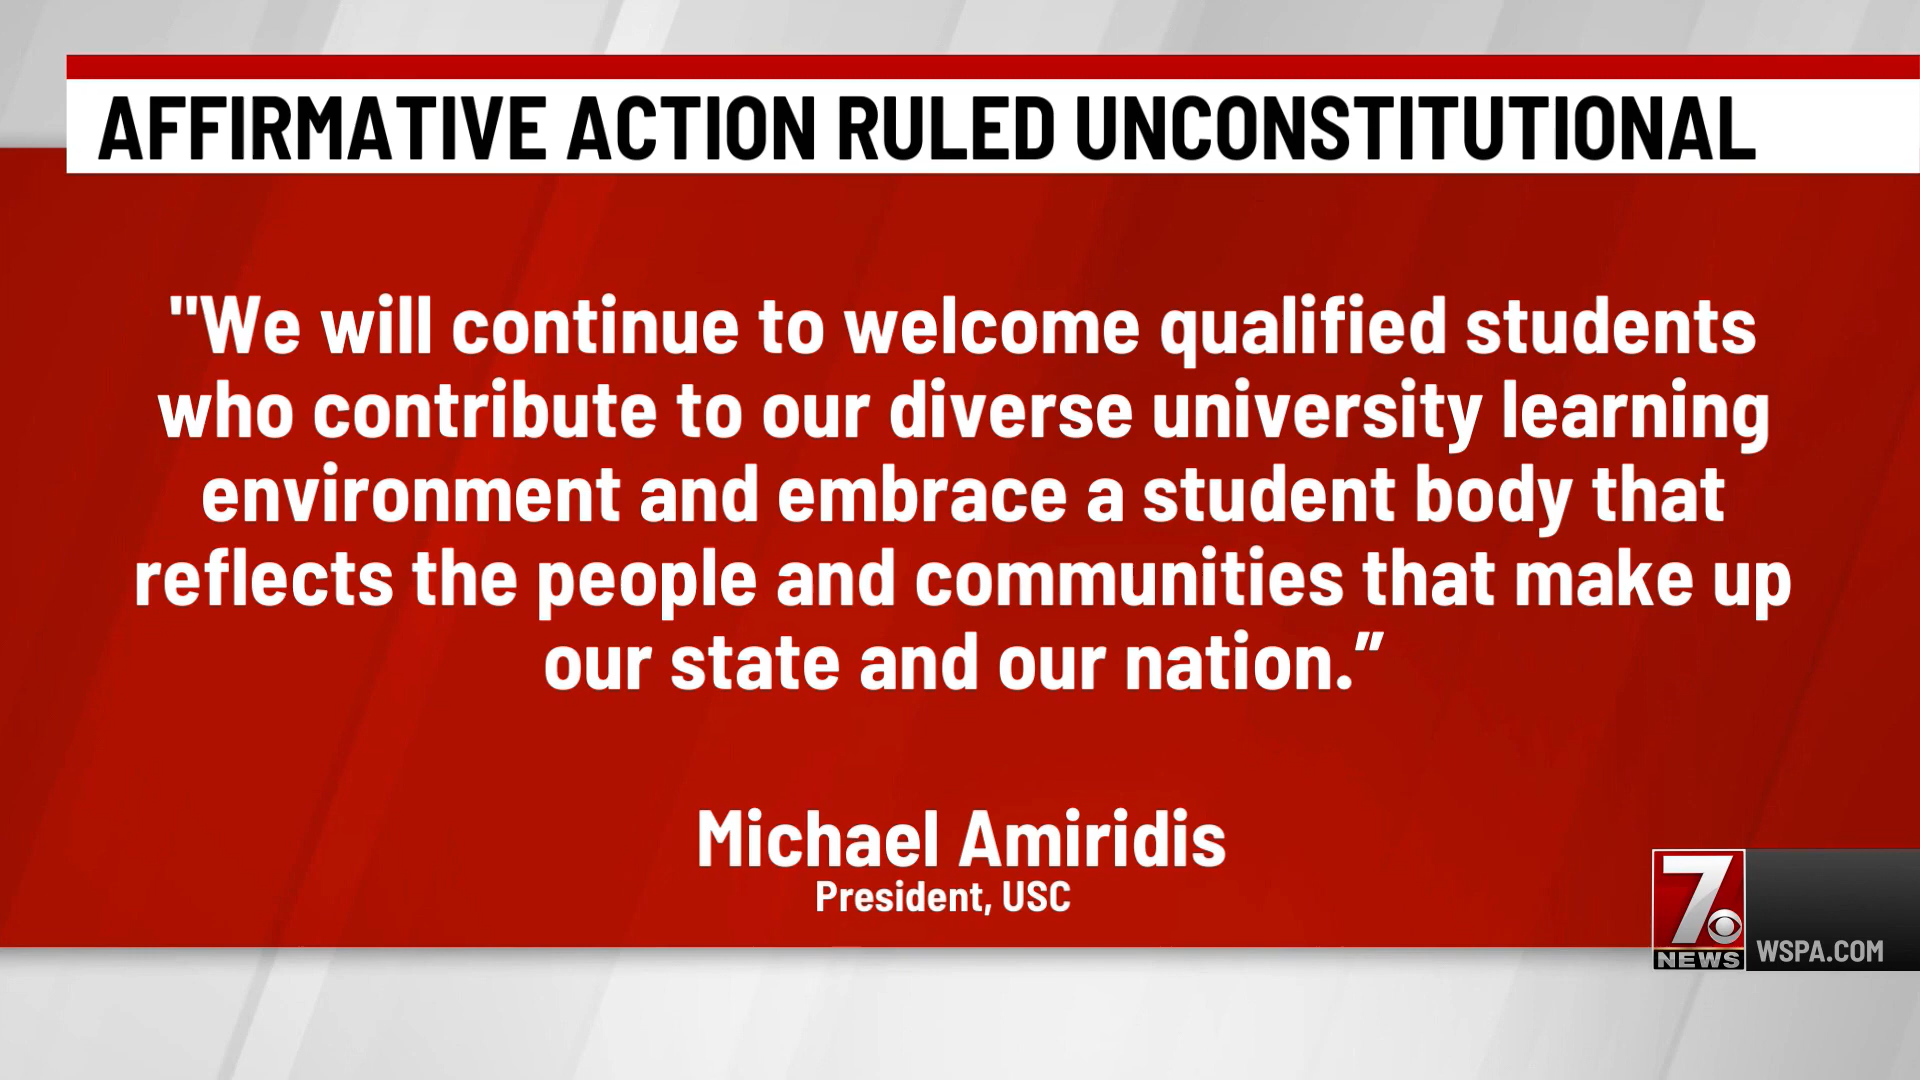 AFFIRMATIVE ACTION RULED UNCONSTITUTIONAL
"We will continue to welcome qualified students
who contribute to our diverse university learning
environment and embrace a student body that
reflects the people and communities that make up
our state and our nation.”
Michael Amiridis
President, USC
7
NEWS
WSPA.COM